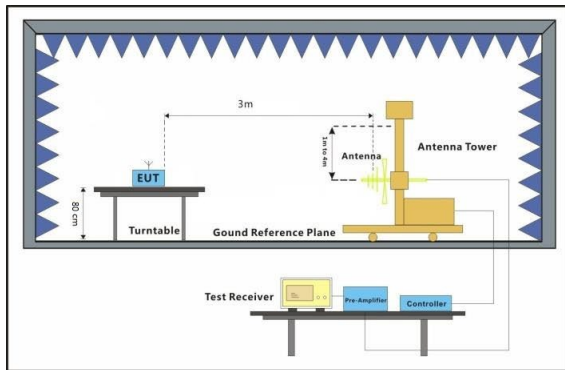 3m
1m to 4m
Antenna
Antenna Tower
EUT
80 cm
Turntable
Gound Reference Plane
Test Receiver
Pre-Amplifier
Controller